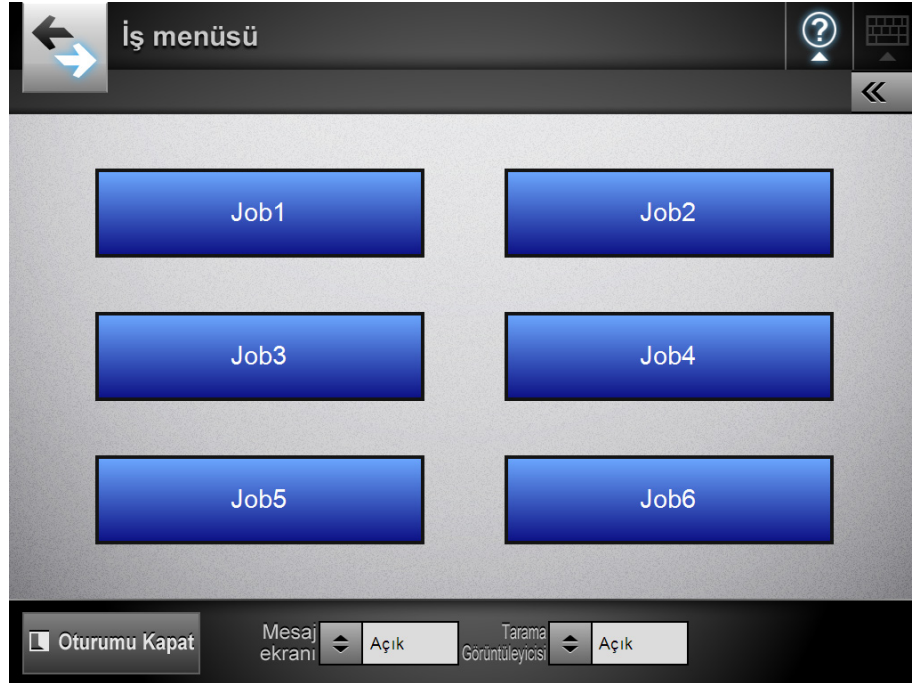 İş menüsü
?
Job1
Job2
Job3
Job4
Job5
Job6
Oturumu Kapat
Mesaj
ekranı
Açık
Tarama
Görüntüleyicisi
Açık